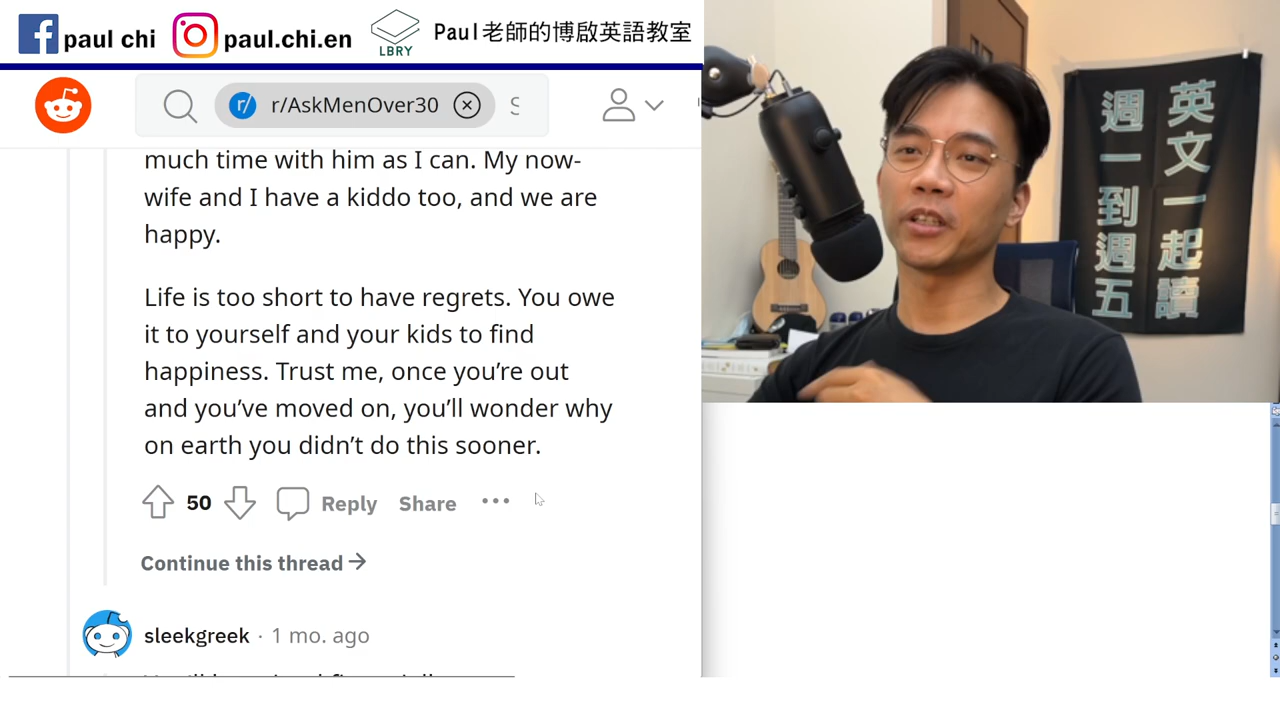 paul chi
paul.chi.en
LBRY
Paul老師的博啟英語教室
r/ r/AskMenOver30
S
much time with him as I can. My now-
wife and I have a kiddo too, and we are
happy.
Life is too short to have regrets. You owe
it to yourself and your kids to find
happiness. Trust me, once you’re out
and you’ve moved on, you’ll wonder why
on earth you didn’t do this sooner.
50 Reply Share •••
Continue this thread →
sleekgreek · 1 mo. ago
英文一起讀
週一到週五